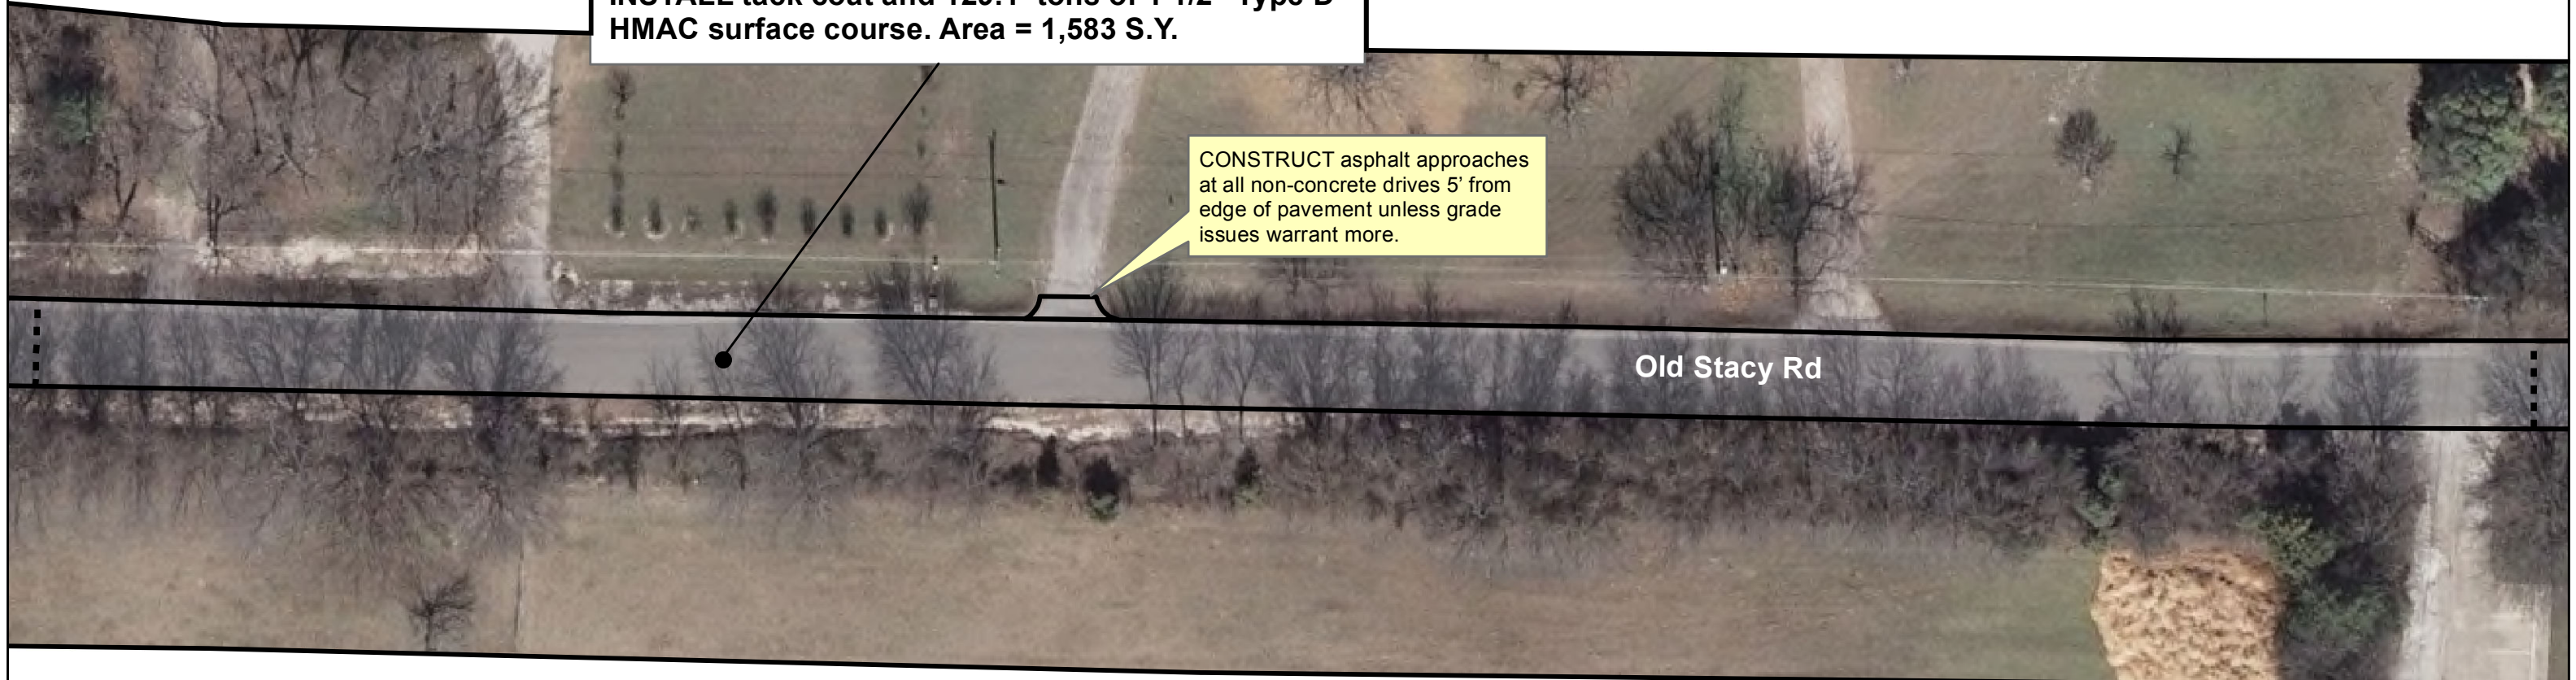 HMAC surface course. Area = 1,583 S.Y.
CONSTRUCT asphalt approaches
at all non-concrete drives 5’ from
edge of pavement unless grade
issues warrant more.
Old Stacy Rd